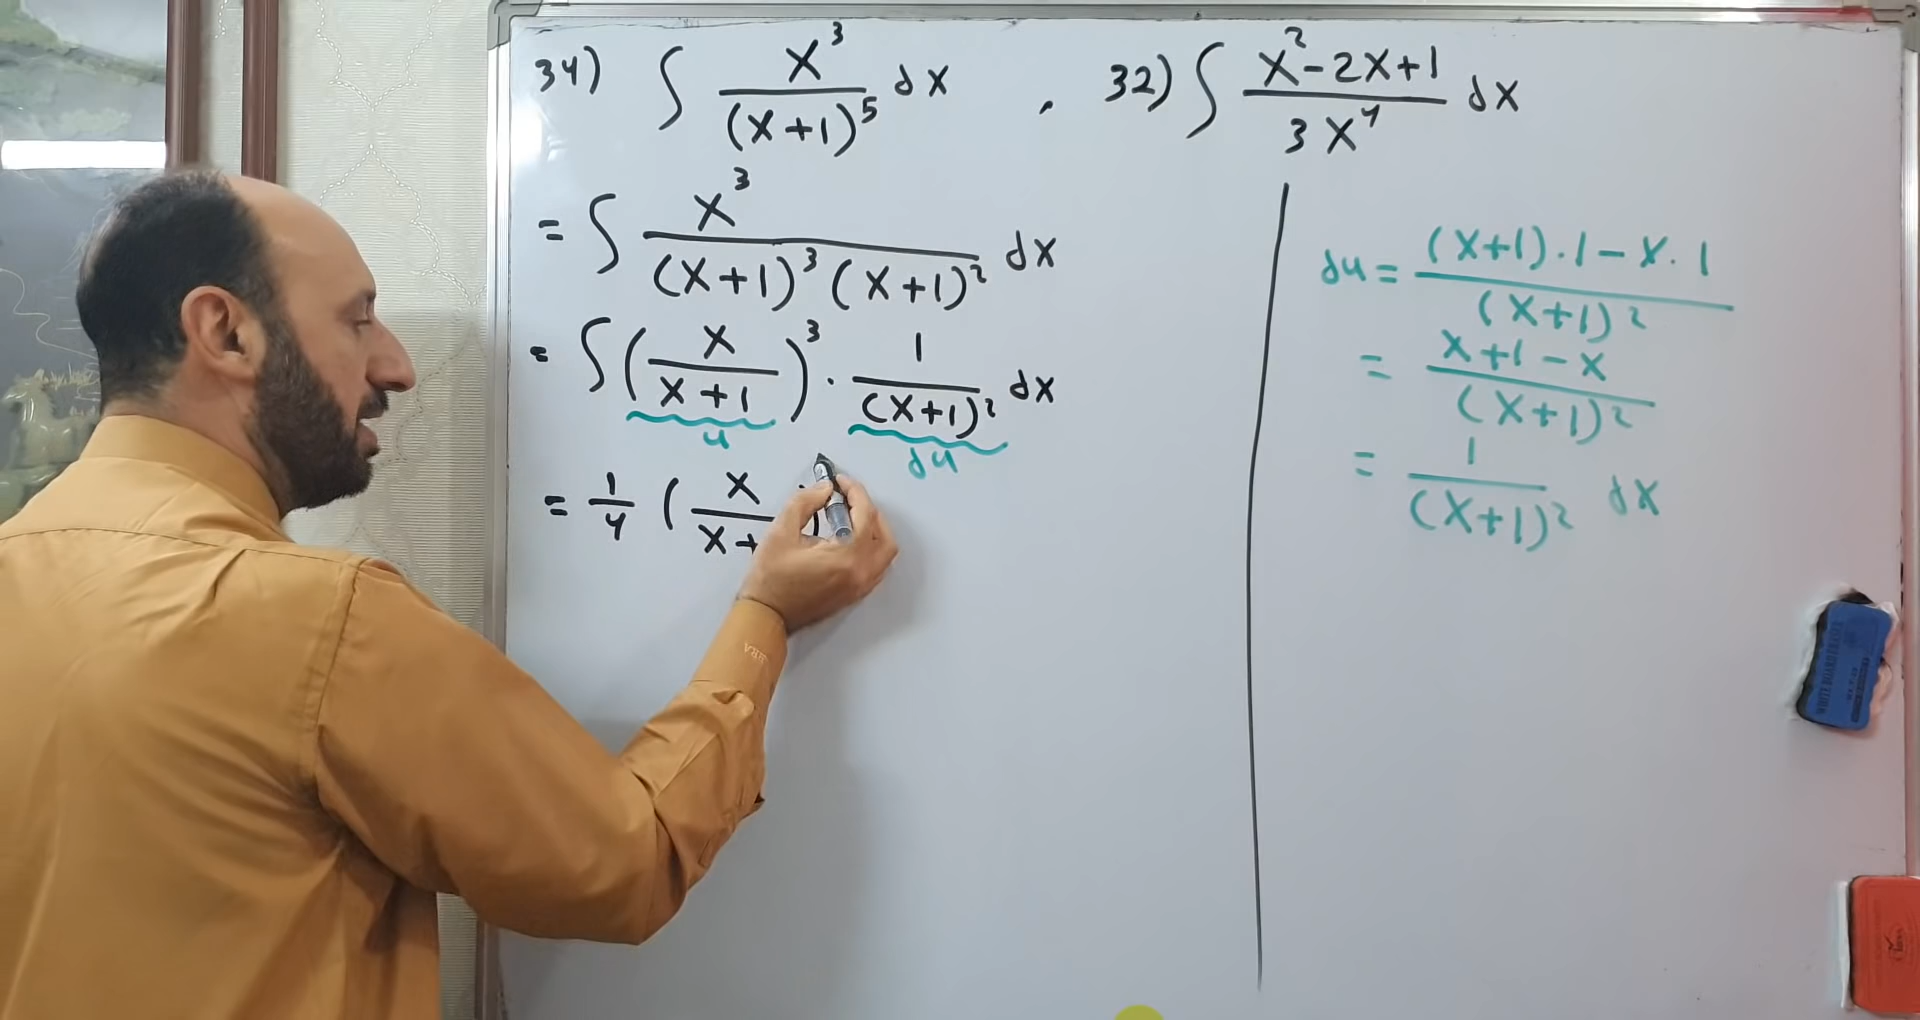 34) ∫ x³/(x+1)⁵ dx , 32) ∫ x²-2x+1/3x⁴ dx
= ∫ x³/(x+1)³(x+1)² dx
= ∫ (x/x+1)³ · 1/(x+1)² dx
u du
= 1/4 (x/x+ )
du = (x+1)·1-x·1/(x+1)²
= x+1-x/(x+1)²
= 1/(x+1)² dx